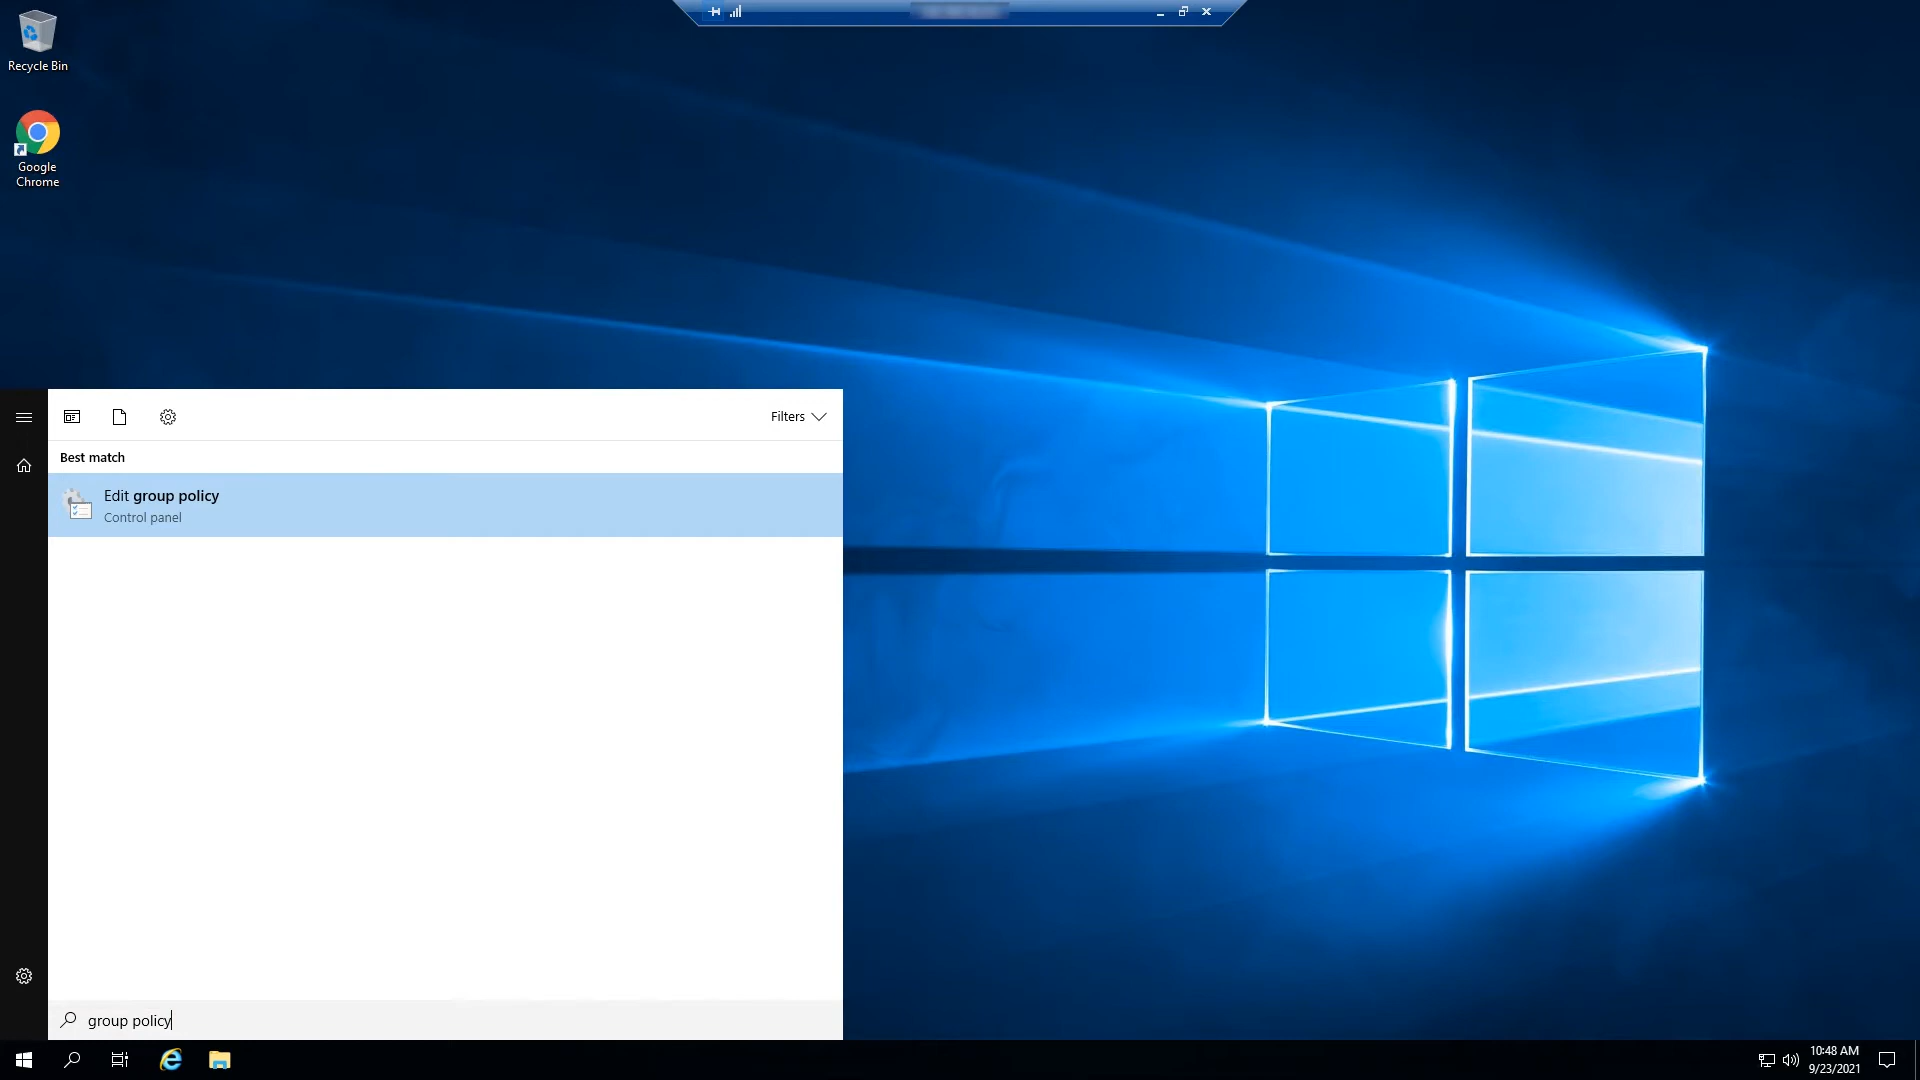 Recycle Bin
Google
Chrome
Filters
Best match
Edit group policy
Control panel
group policy
10:48 AM
9/23/2021